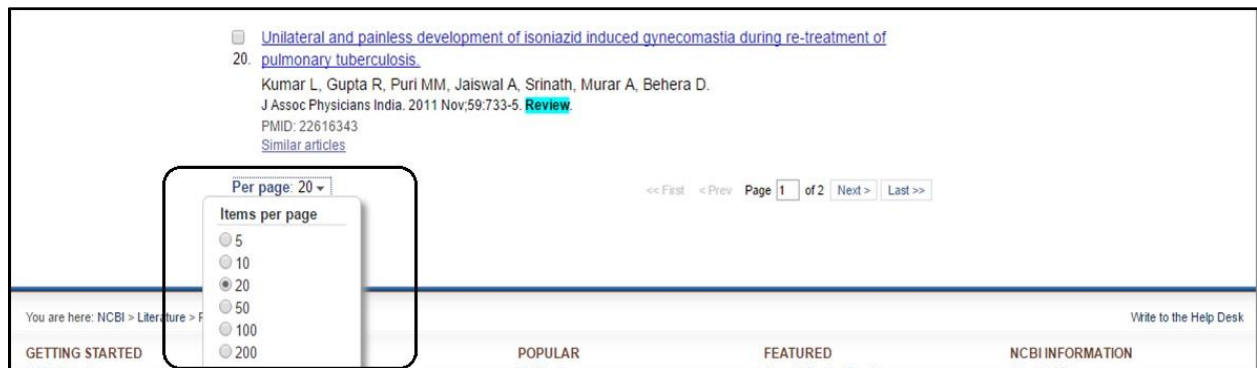 Unilateral and painless development of isoniazid induced gynecomastia during re-treatment of
20. pulmonary tuberculosis.
Kumar L, Gupta R, Puri MM, Jaiswal A, Srinath, Murar A, Behera D.
J Assoc Physicians India. 2011 Nov;59:733-5. Review.
PMID: 22616343
Similar articles
Per page: 20
<< First < Prev Page 1 of 2 Next > Last >>
Items per page
5
10
20
50
100
200
You are here: NCBI > Literature > P
Write to the Help Desk
GETTING STARTED POPULAR FEATURED NCBI INFORMATION